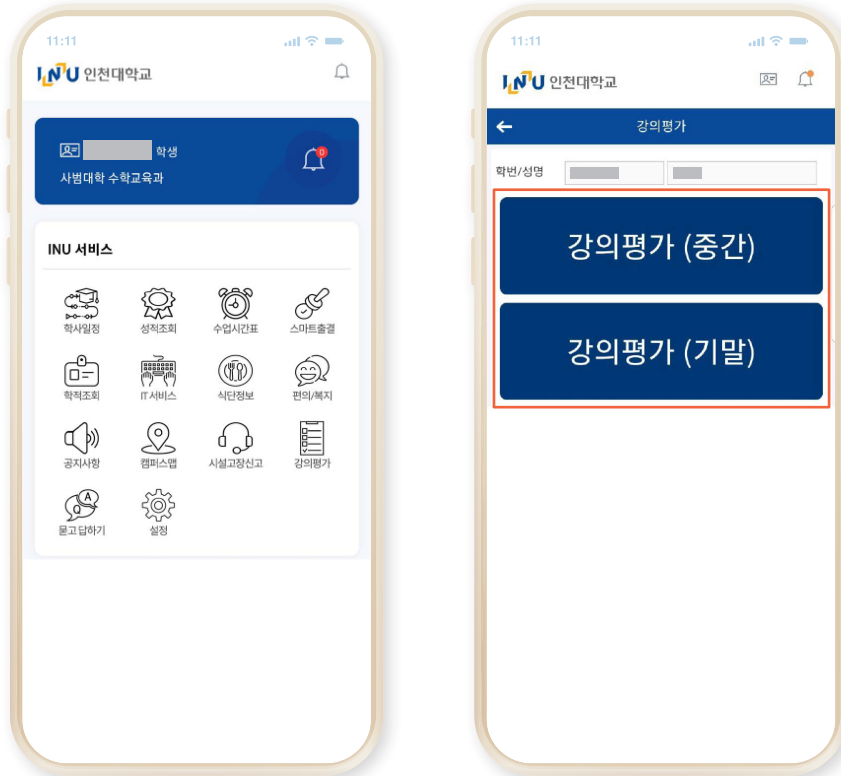 11:11
INU 인천대학교
학생
0
사범대학 수학교육과
INU 서비스
학사일정 성적조회 수업시간표 스마트출결
학적조회 IT 서비스 식단정보 편의/복지
공지사항 캠퍼스맵 시설고장신고 강의평가
Q A
묻고 답하기 설정
11:11
INU 인천대학교
강의평가
학번/성명
강의평가 (중간)
강의평가 (기말)